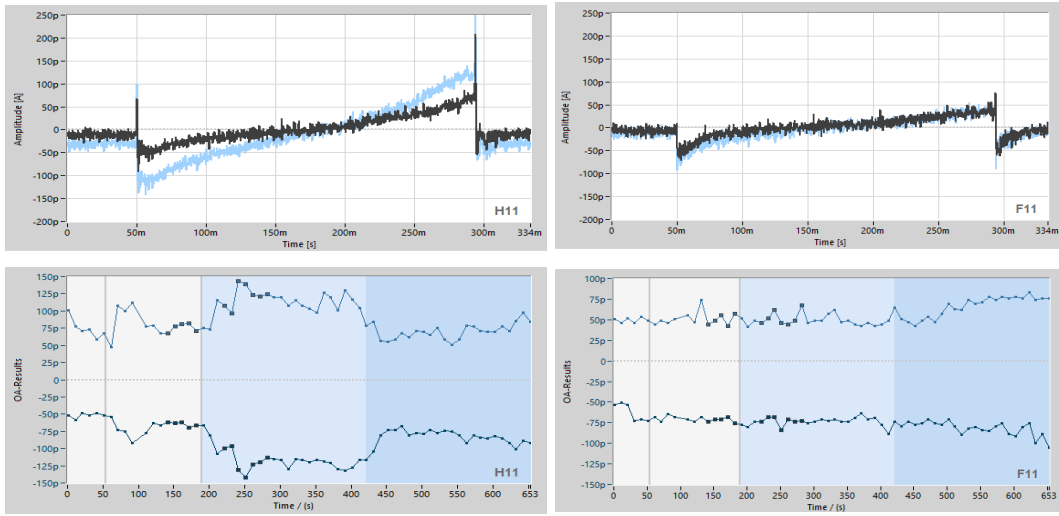 250p
200p
150p
100p
50p
0
-50p
-100p
-150p
-200p
Amplitude [A]
0
50m
100m
150m
200m
250m
300m
334m
Time [s]
H11
250p
200p
150p
100p
50p
0
-50p
-100p
-150p
-200p
Amplitude [A]
0
50m
100m
150m
200m
250m
300m
334m
Time [s]
F11
150p
125p
100p
75p
50p
25p
0
-25p
-50p
-75p
-100p
-125p
-150p
OA-Results
0
50
100
150
200
250
300
350
400
450
500
550
600
653
Time / (s)
H11
100p
75p
50p
25p
0
-25p
-50p
-75p
-100p
-125p
-150p
OA-Results
0
50
100
150
200
250
300
350
400
450
500
550
600
653
Time / (s)
F11